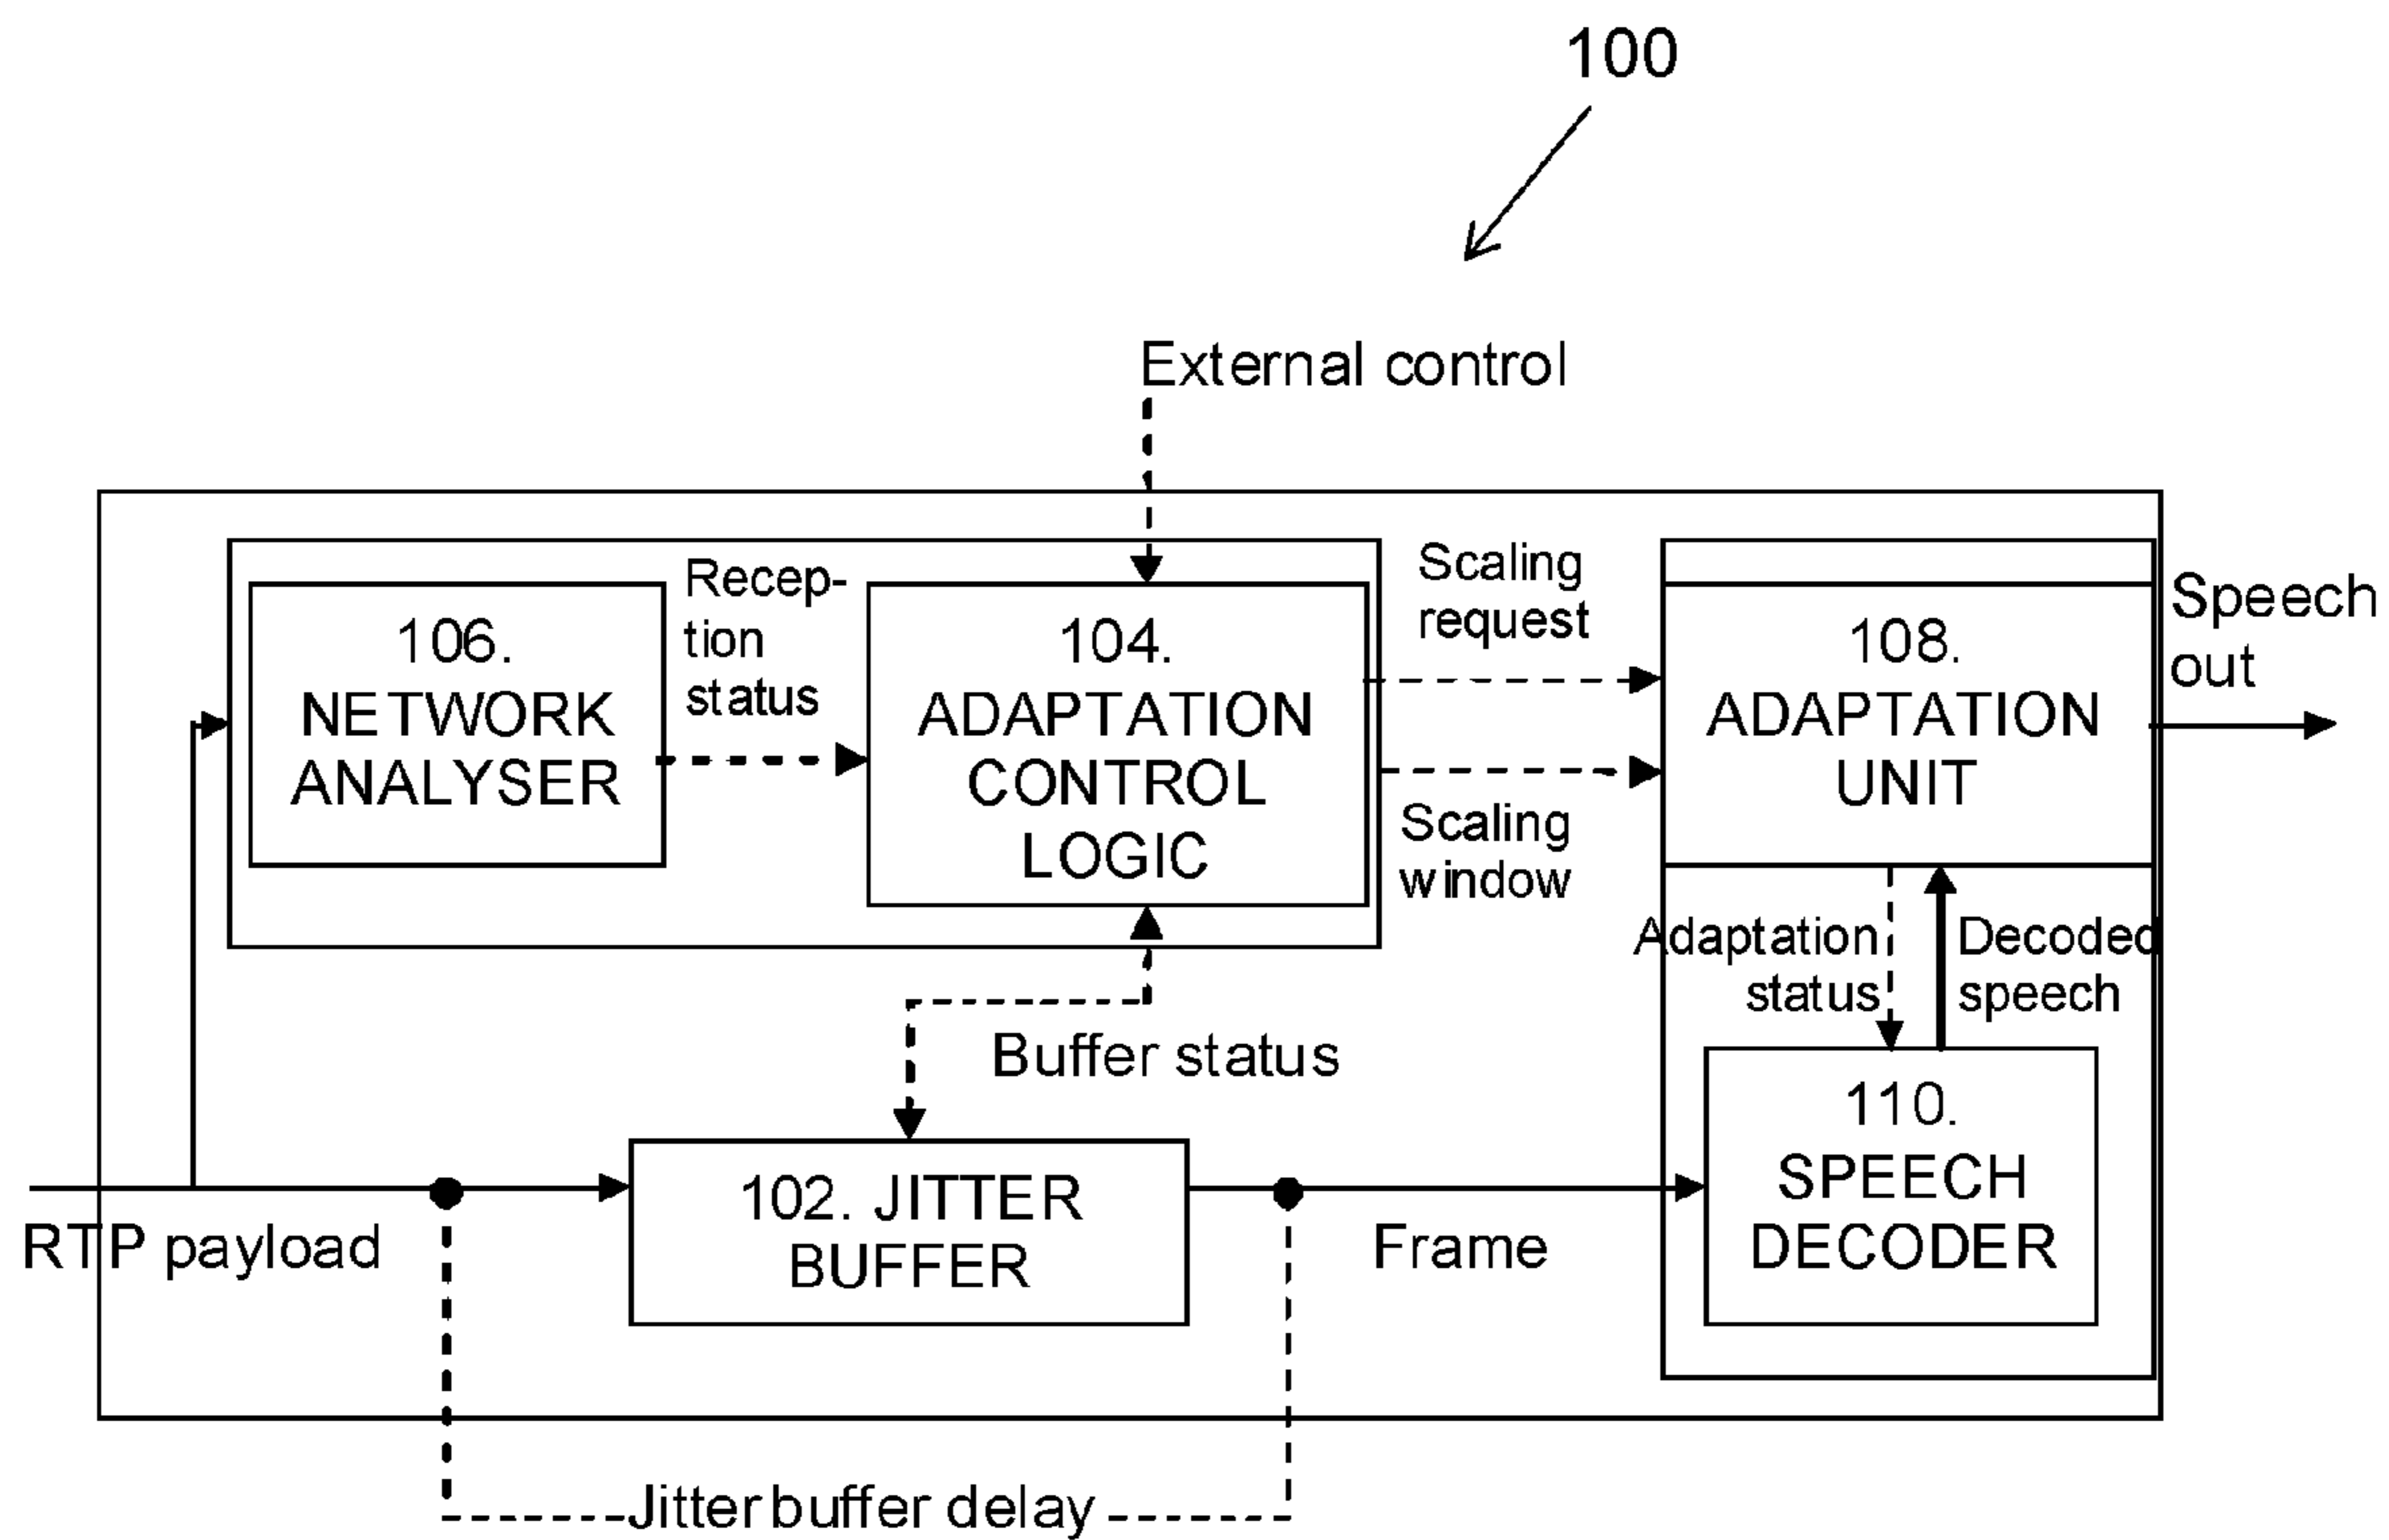 100
External control
Recep-
tion
status
Scaling
request
106.
NETWORK
ANALYSER
104.
ADAPTATION
CONTROL
LOGIC
108.
ADAPTATION
UNIT
Speech
out
Scaling
window
Adaptation
status
Decoded
speech
Buffer status
110.
SPEECH
DECODER
102. JITTER
BUFFER
RTP payload
Frame
Jitter buffer delay